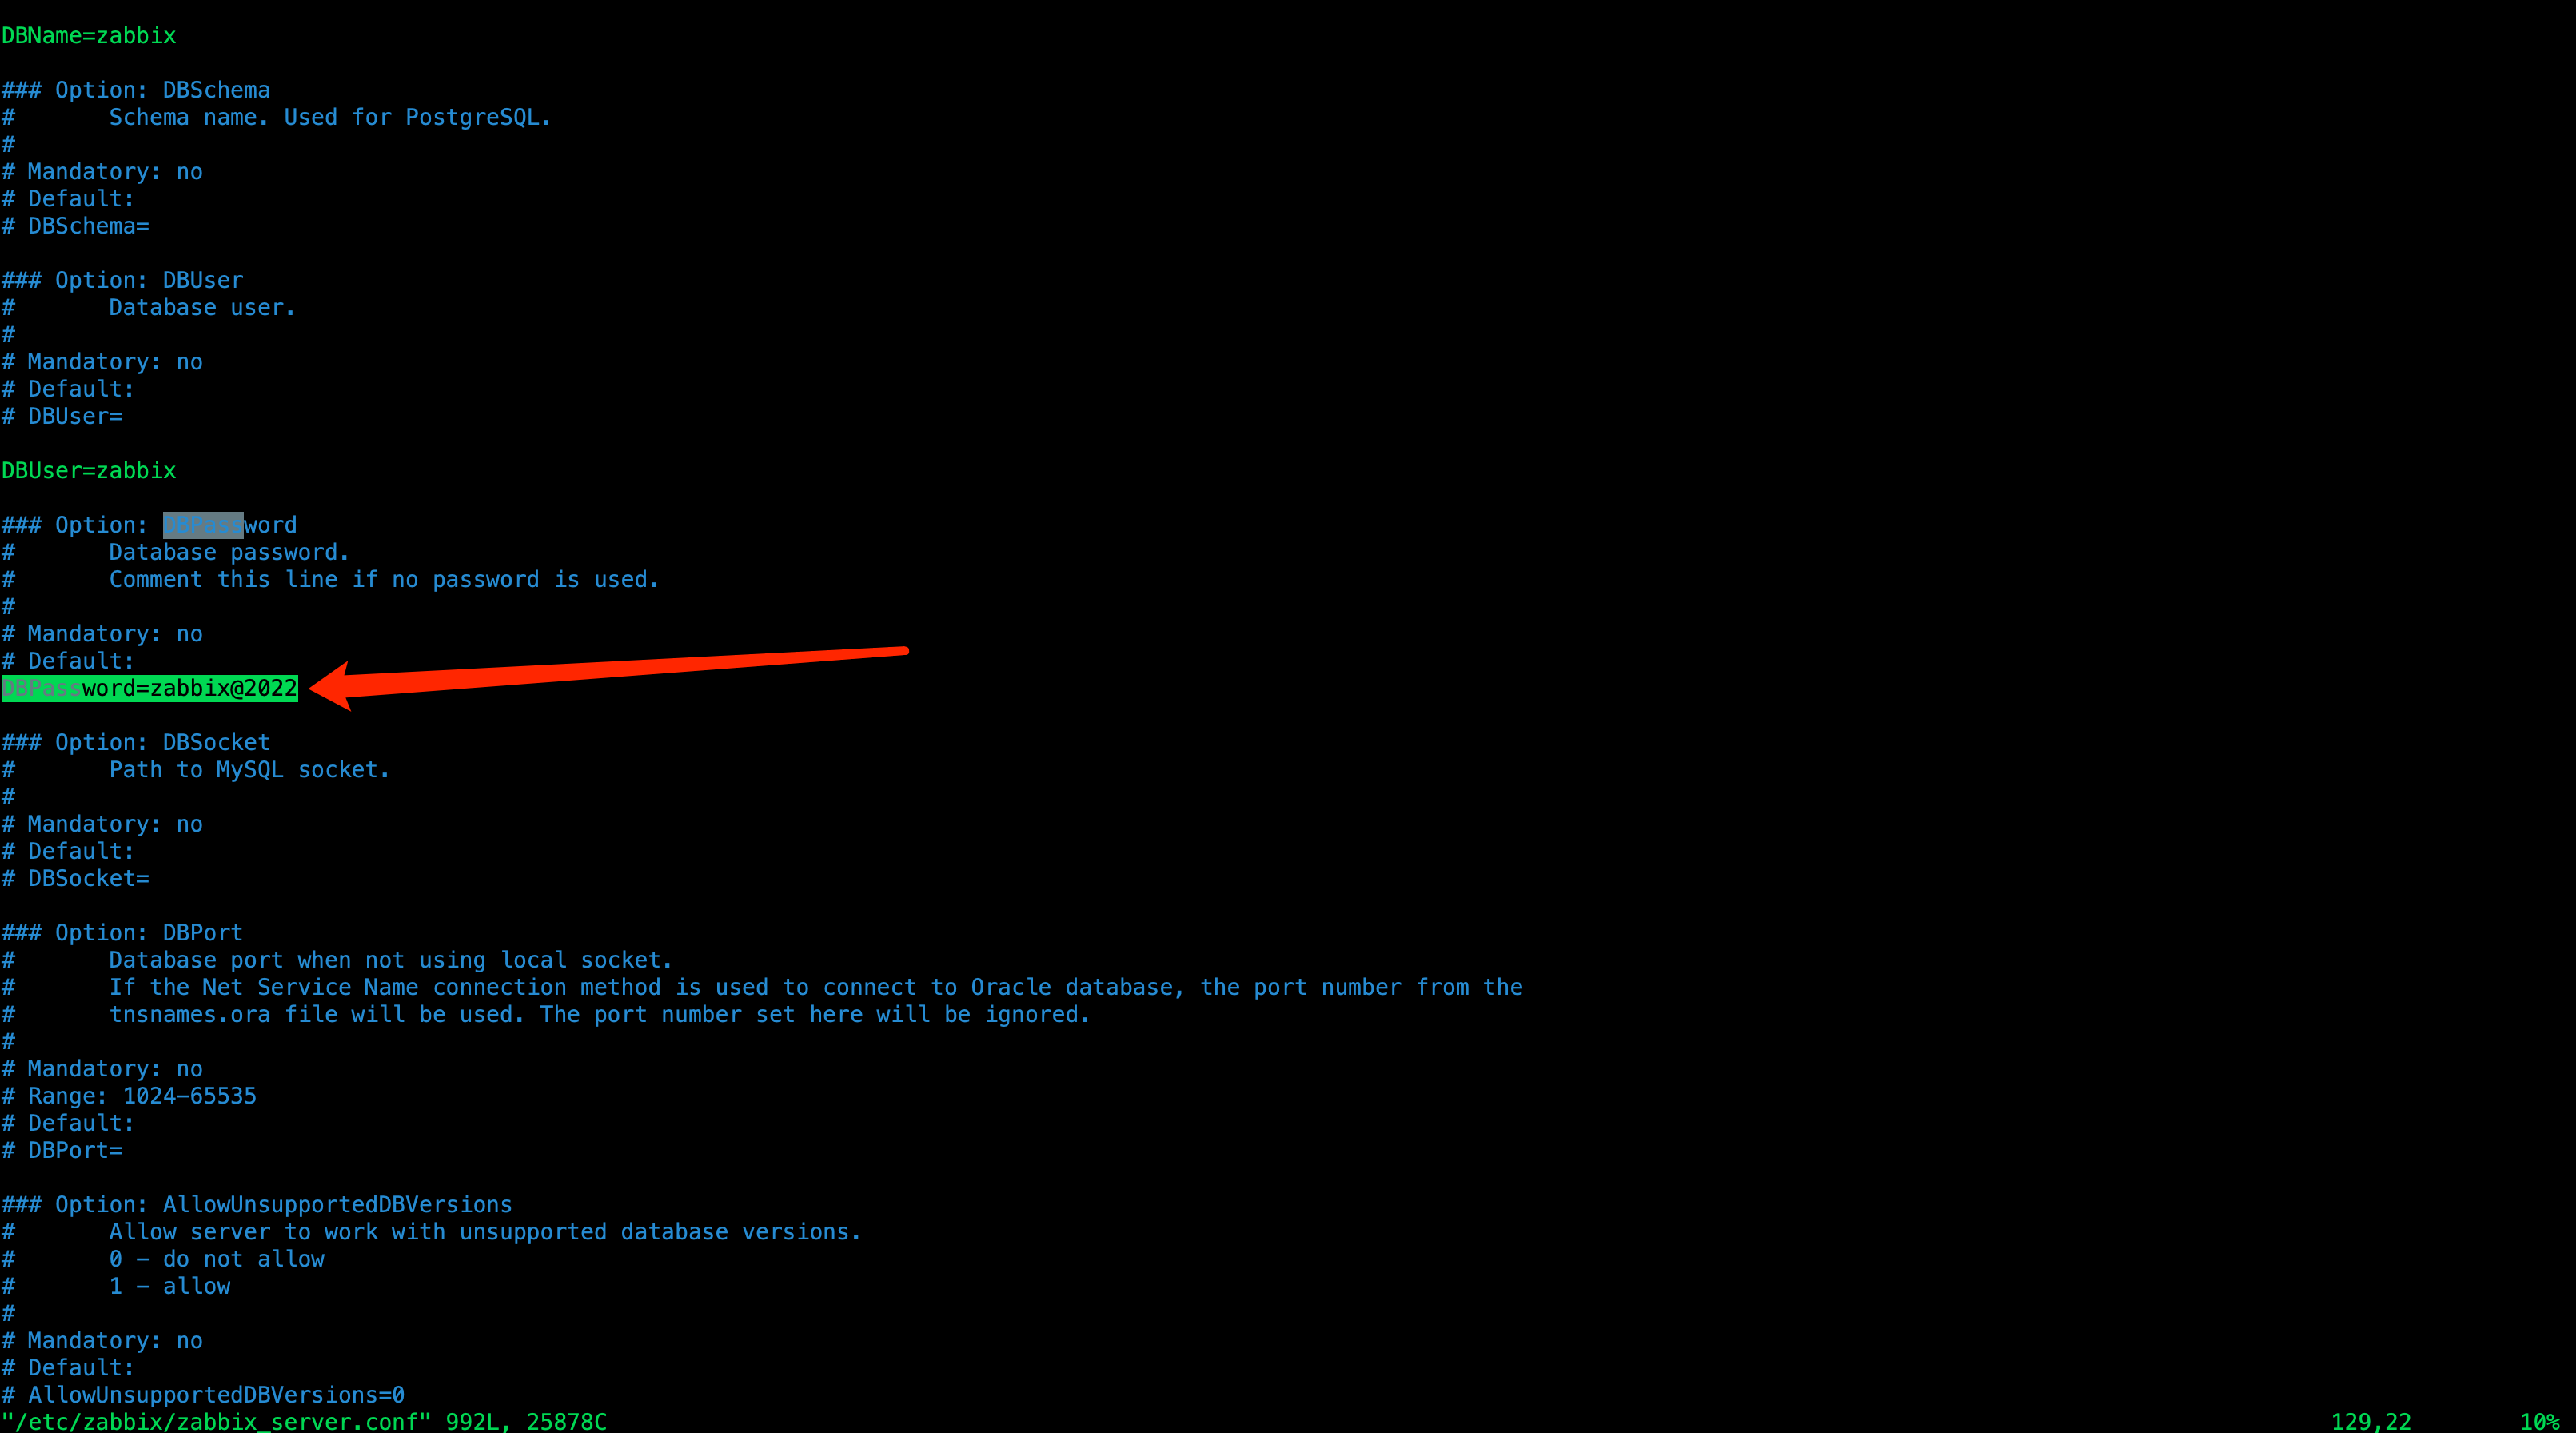 DBName=zabbix
### Option: DBSchema
#       Schema name. Used for PostgreSQL.
#
# Mandatory: no
# Default:
# DBSchema=
### Option: DBUser
#       Database user.
#
# Mandatory: no
# Default:
# DBUser=
DBUser=zabbix
### Option: DBPassword
#       Database password.
#       Comment this line if no password is used.
#
# Mandatory: no
# Default:
DBPassword=zabbix@2022
### Option: DBSocket
#       Path to MySQL socket.
#
# Mandatory: no
# Default:
# DBSocket=
### Option: DBPort
#       Database port when not using local socket.
#       If the Net Service Name connection method is used to connect to Oracle database, the port number from the
#       tnsnames.ora file will be used. The port number set here will be ignored.
#
# Mandatory: no
# Range: 1024-65535
# Default:
# DBPort=
### Option: AllowUnsupportedDBVersions
#       Allow server to work with unsupported database versions.
#       0 - do not allow
#       1 - allow
#
# Mandatory: no
# Default:
# AllowUnsupportedDBVersions=0
"/etc/zabbix/zabbix_server.conf" 992L, 25878C 129,22 10%